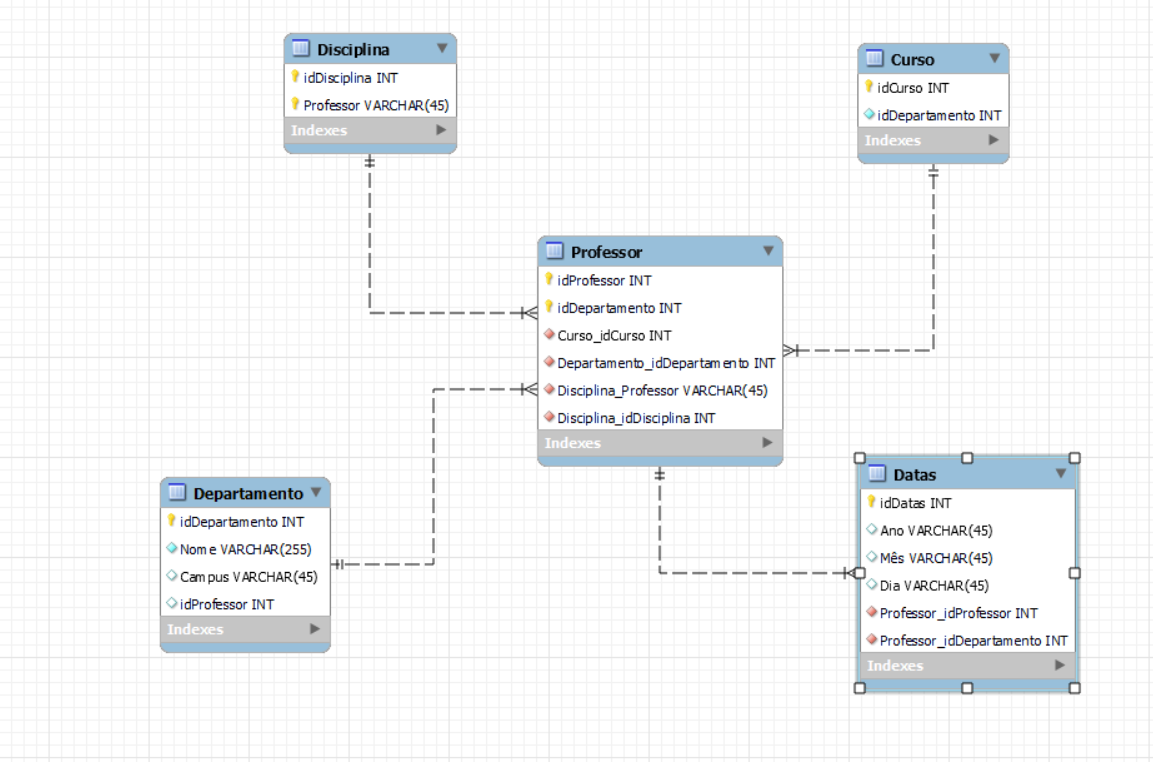 Disciplina
idDisciplina INT
Professor VARCHAR(45)
Indexes
Curso
idCurso INT
idDepartamento INT
Indexes
Professor
idProfessor INT
idDepartamento INT
Curso_idCurso INT
Departamento_idDepartamento INT
Disciplina_Professor VARCHAR(45)
Disciplina_idDisciplina INT
Indexes
Departamento
idDepartamento INT
Nome VARCHAR(255)
Campus VARCHAR(45)
idProfessor INT
Indexes
Datas
idDatas INT
Ano VARCHAR(45)
Mês VARCHAR(45)
Dia VARCHAR(45)
Professor_idProfessor INT
Professor_idDepartamento INT
Indexes